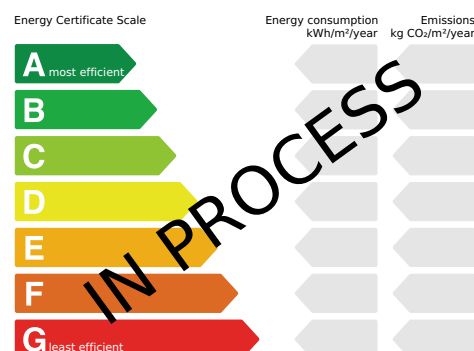 Energy Certificate Scale
Energy consumption
kWh/m²/year
Emissions
kg CO₂/m²/year
A most efficient
B
C
D
E
F
G least efficient
IN PROCESS